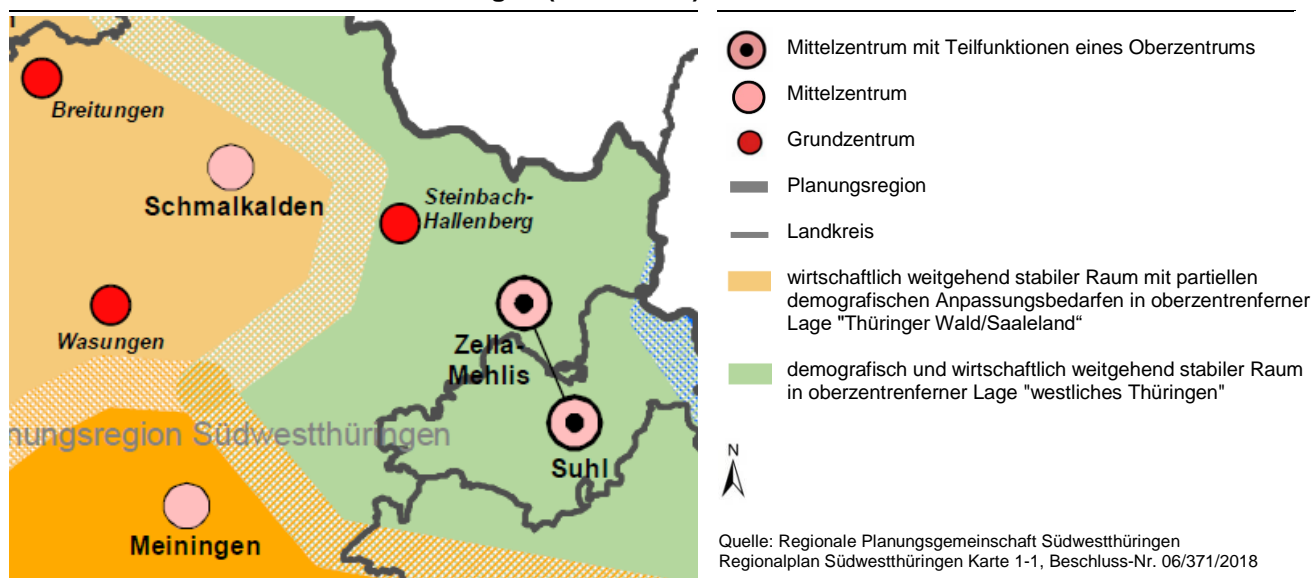 Breitungen
Schmalkalden
Steinbach-
Hallenberg
Wasungen
Zella-
Mehlis
nungsregion Südwestthüringen
Suhl
Meiningen
Mittelzentrum mit Teilfunktionen eines Oberzentrums
Mittelzentrum
Grundzentrum
Planungsregion
Landkreis
wirtschaftlich weitgehend stabiler Raum mit partiellen
demografischen Anpassungsbedarfen in oberzentrenferner
Lage "Thüringer Wald/Saaleland“
demografisch und wirtschaftlich weitgehend stabiler Raum
in oberzentrenferner Lage "westliches Thüringen"
N
Quelle: Regionale Planungsgemeinschaft Südwestthüringen
Regionalplan Südwestthüringen Karte 1-1, Beschluss-Nr. 06/371/2018